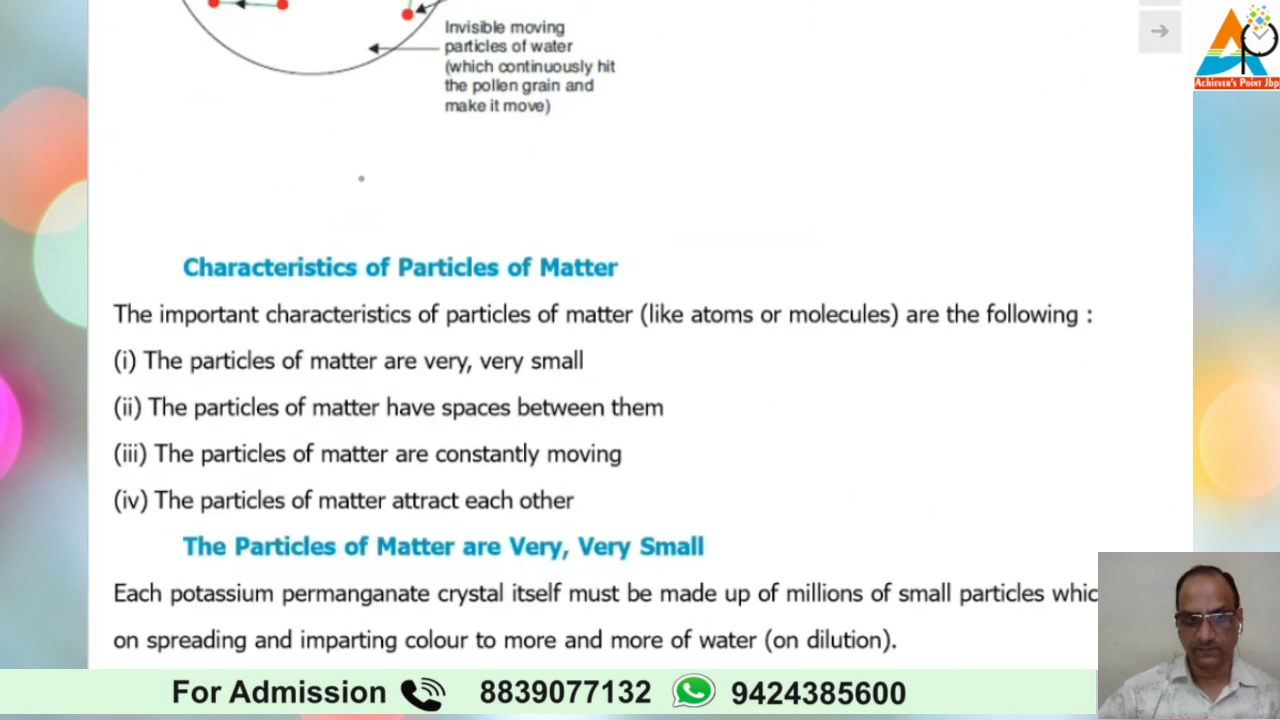 Invisible moving
particles of water
(which continuously hit
the pollen grain and
make it move)
Achiever's Point Jbp
Characteristics of Particles of Matter
The important characteristics of particles of matter (like atoms or molecules) are the following :
(i) The particles of matter are very, very small
(ii) The particles of matter have spaces between them
(iii) The particles of matter are constantly moving
(iv) The particles of matter attract each other
The Particles of Matter are Very, Very Small
Each potassium permanganate crystal itself must be made up of millions of small particles whic
on spreading and imparting colour to more and more of water (on dilution).
For Admission 8839077132 9424385600